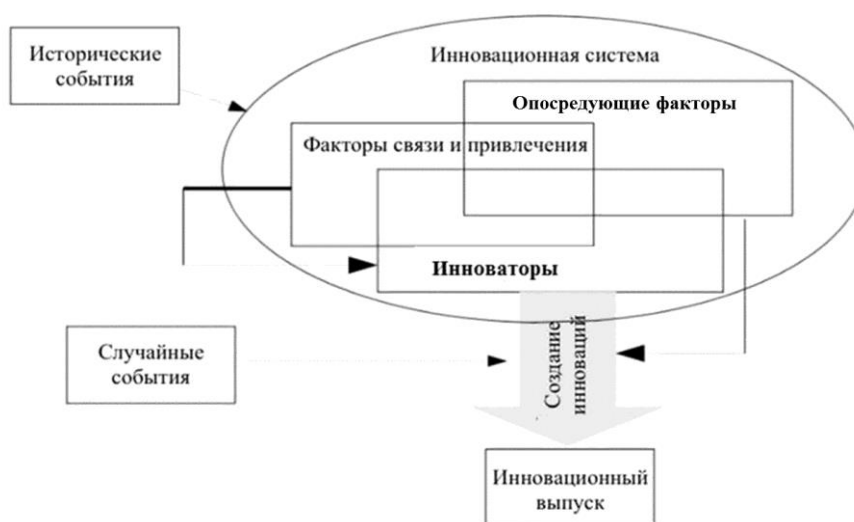 Исторические
события
Инновационная система
Опосредующие факторы
Факторы связи и привлечения
Инноваторы
Случайные
события
Создание
инноваций
Инновационный
выпуск